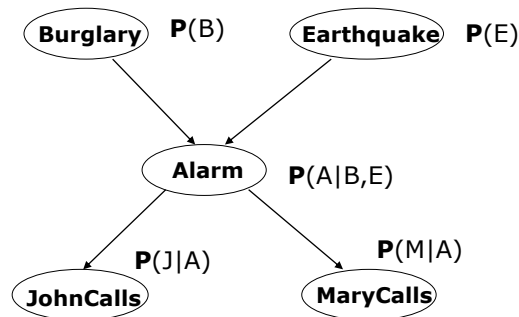 Burglary P(B)
Earthquake P(E)
Alarm
P(A|B,E)
P(J|A)
P(M|A)
JohnCalls
MaryCalls